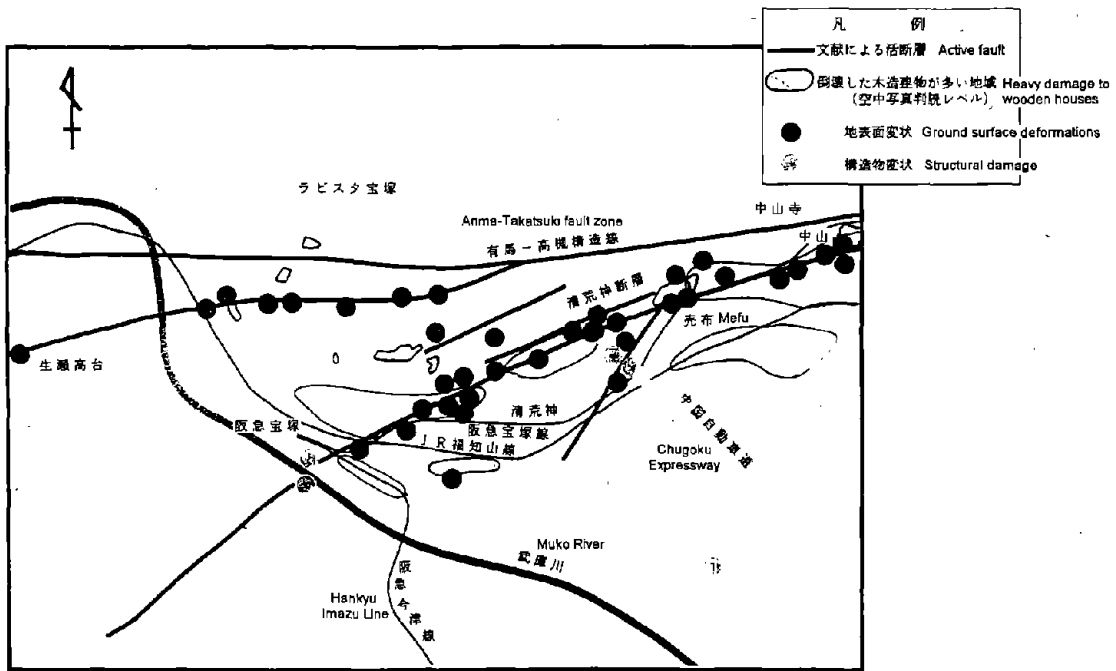 凡 例
文献による活断層 Active fault
倒壊した木造建物が多い地域 Heavy damage to
(空中写真判読レベル) wooden houses
地表面変状 Ground surface deformations
構造物変状 Structural damage
ラビスタ宝塚
中山寺
Arima-Takatsuki fault zone
有馬-高槻構造線
中山
清荒神断層
売布 Mefu
生瀬高台
清荒神
阪急宝塚
阪急宝塚線
JR福知山線
中国自動車道
Chugoku
Expressway
Muko River
武庫川
Hankyu
Imazu Line
阪急今津線